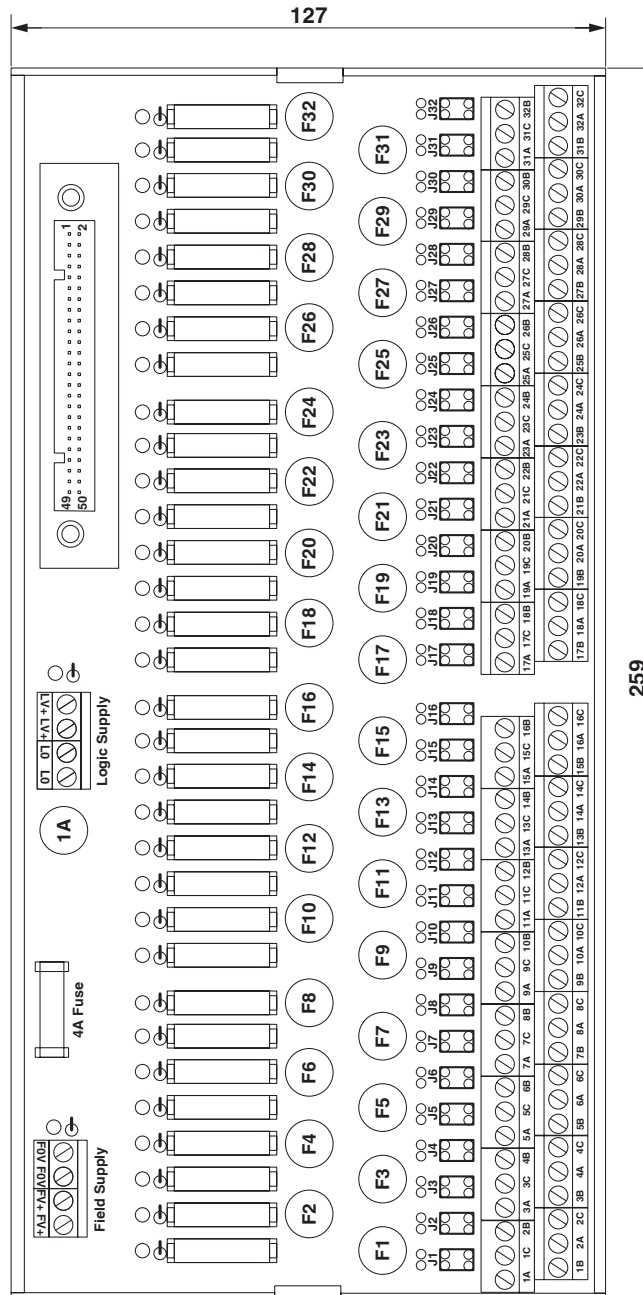 127
259
F32
F30
F28
F26
F24
F22
F20
F18
F16
F14
F12
F10
F8
F6
F4
F2
F31
F29
F27
F25
F23
F21
F19
F17
F15
F13
F11
F9
F7
F5
F3
F1
1
2
49
50
LV+ LV+ L0 L0
Logic Supply
1A
4A Fuse
F0V F0V FV+ FV+
Field Supply
J32
J31
J30
J29
J28
J27
J26
J25
J24
J23
J22
J21
J20
J19
J18
J17
J16
J15
J14
J13
J12
J11
J10
J9
J8
J7
J6
J5
J4
J3
J2
J1
31A 31C 32B
29A 29C 30B
27A 27C 28B
25A 25C 26B
23A 23C 24B
21A 21C 22B
19A 19C 20B
17A 17C 18B
15A 15C 16B
13A 13C 14B
11A 11C 12B
9A 9C 10B
7A 7C 8B
5A 5C 6B
3A 3C 4B
1A 1C 2B
31B 32A 32C
29B 30A 30C
27B 28A 28C
25B 26A 26C
23B 24A 24C
21B 22A 22C
19B 20A 20C
17B 18A 18C
15B 16A 16C
13B 14A 14C
11B 12A 12C
9B 10A 10C
7B 8A 8C
5B 6A 6C
3B 4A 4C
1B 2A 2C